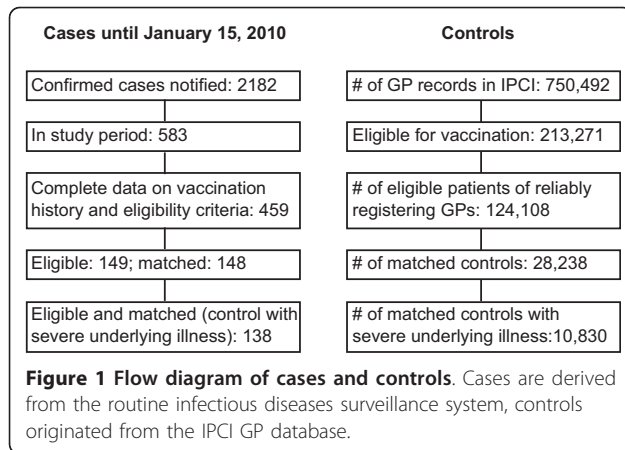 Cases until January 15, 2010
Controls
Confirmed cases notified: 2182
# of GP records in IPCI: 750,492
In study period: 583
Eligible for vaccination: 213,271
Complete data on vaccination
history and eligibility criteria: 459
# of eligible patients of reliably
registering GPs: 124,108
Eligible: 149; matched: 148
# of matched controls: 28,238
Eligible and matched (control with
severe underlying illness): 138
# of matched controls with
severe underlying illness:10,830
Figure 1 Flow diagram of cases and controls. Cases are derived
from the routine infectious diseases surveillance system, controls
originated from the IPCI GP database.